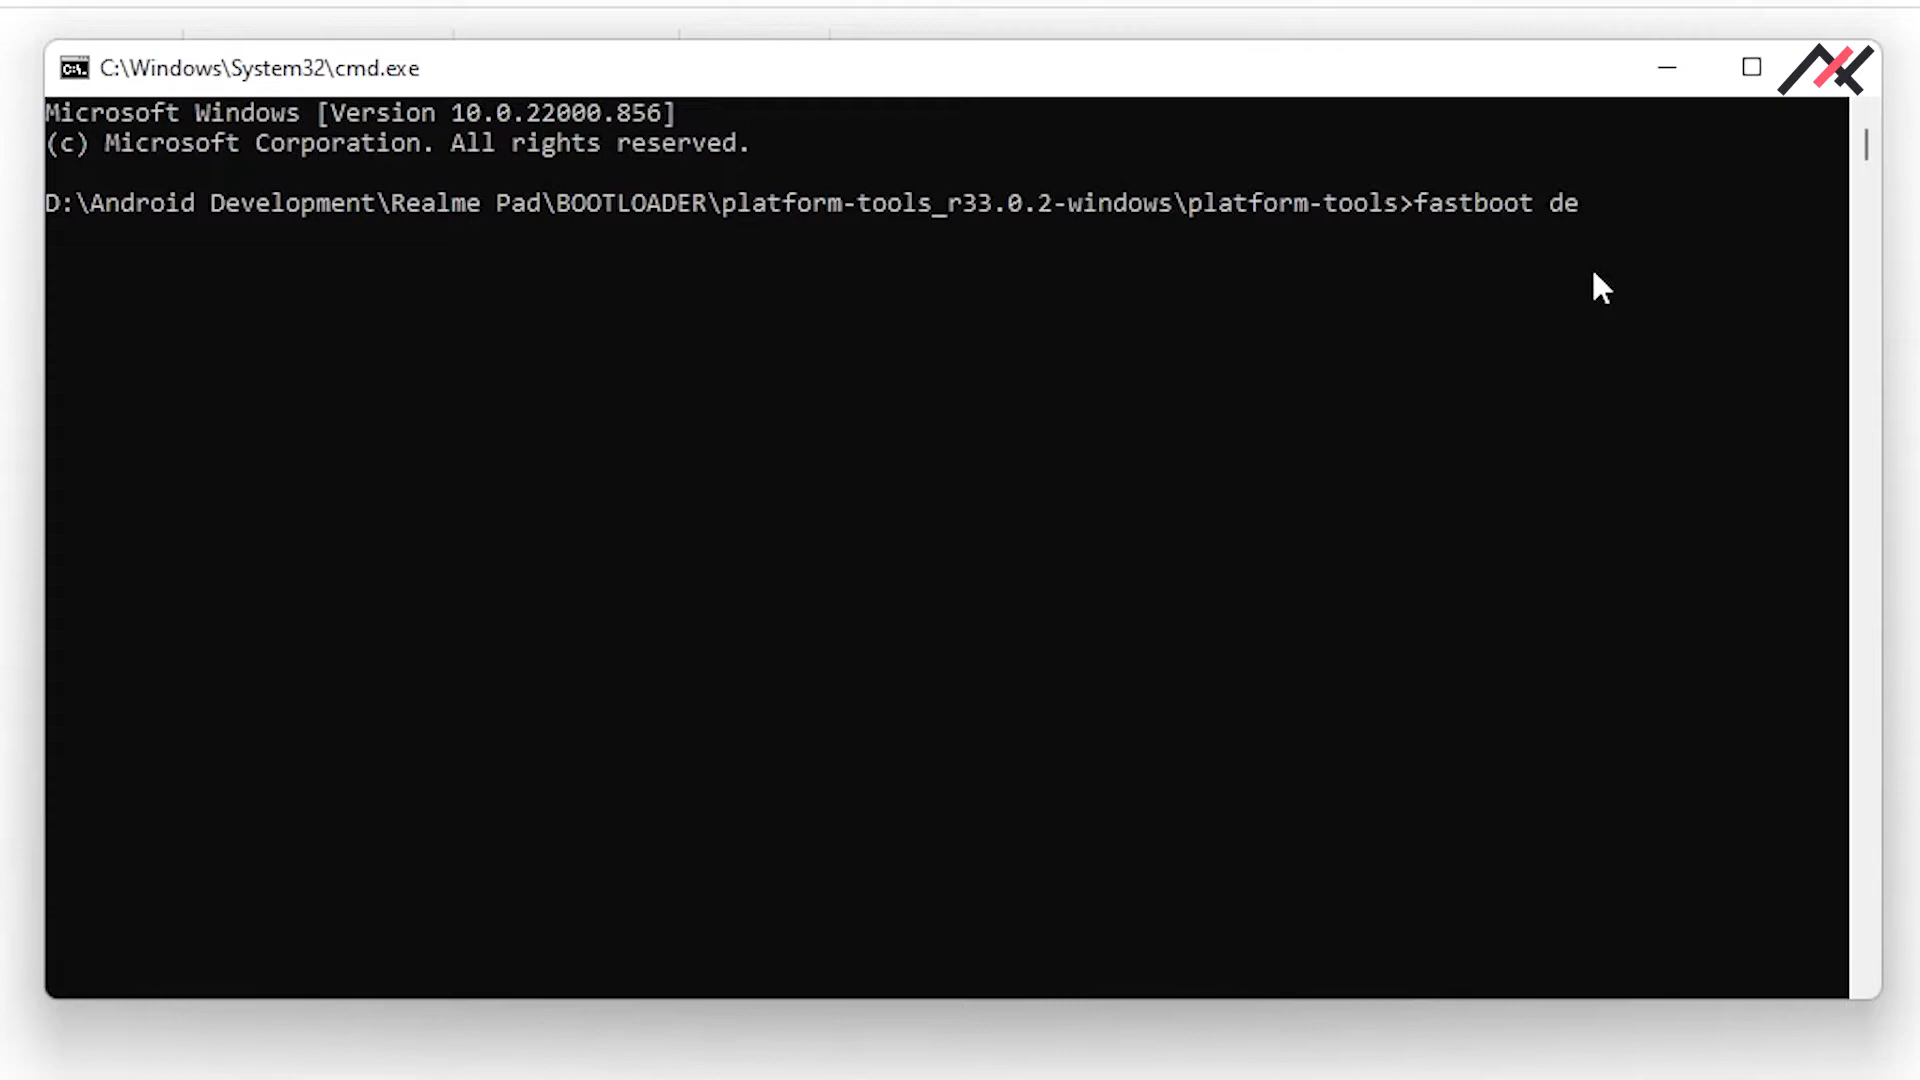 C:\Windows\System32\cmd.exe
Microsoft Windows [Version 10.0.22000.856]
(c) Microsoft Corporation. All rights reserved.
D:\Android Development\Realme Pad\BOOTLOADER\platform-tools_r33.0.2-windows\platform-tools>fastboot de